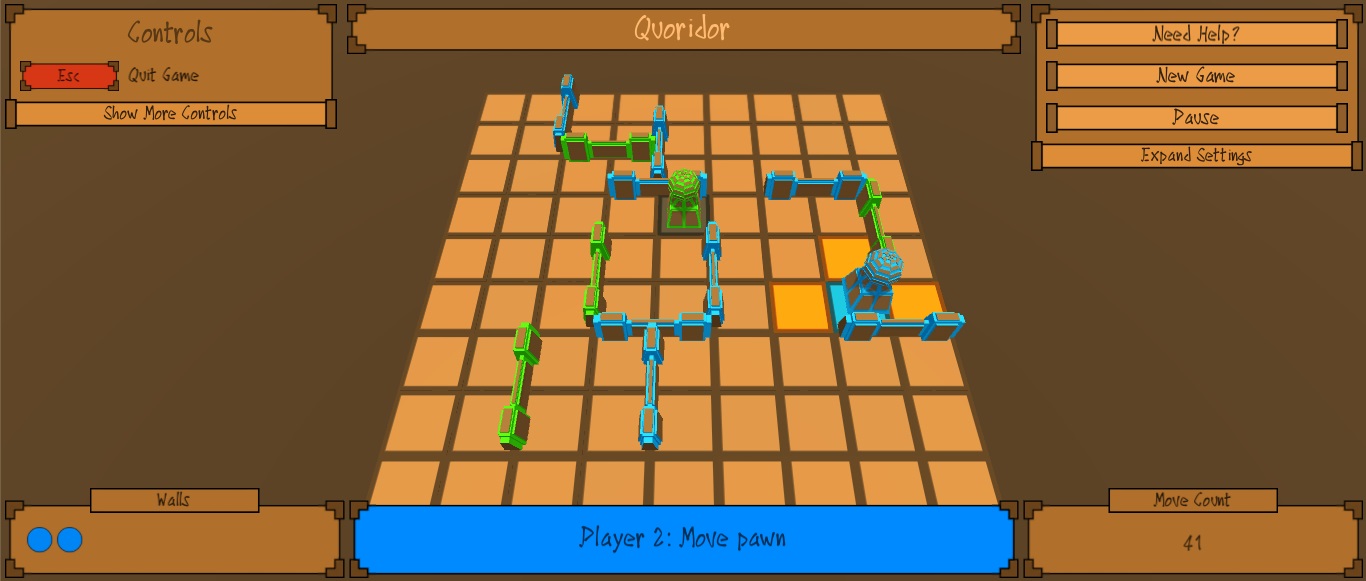 Controls
Esc Quit Game
Show More Controls
Quoridor
Need Help?
New Game
Pause
Expand Settings
Walls
Player 2: Move pawn
Move Count
41